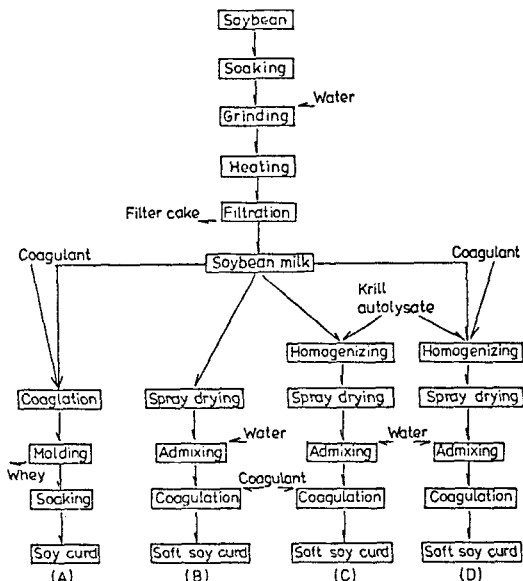 Soybean
Soaking
Water
Grinding
Heating
Filter cake
Filtration
Coagulant
Soybean milk
Coagulant
Krill
autolysate
Homogenizing
Homogenizing
Coaglation
Spray drying
Spray drying
Spray drying
Water
Water
Molding
Admixing
Admixing
Admixing
Whey
Coagulant
Soaking
Coagulation
Coagulation
Coagulation
Soy curd
Soft soy curd
Soft soy curd
Soft soy curd
(A)
(B)
(C)
(D)